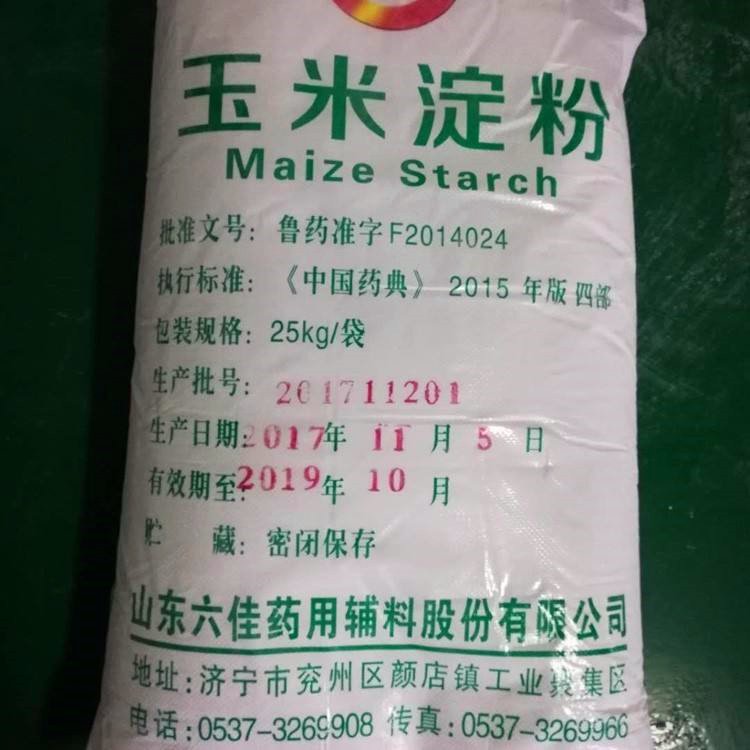 玉米淀粉
Maize Starch
批准文号：鲁药准字F2014024
执行标准：《中国药典》2015年版 四部
包装规格：25kg/袋
生产批号：201711201
生产日期：2017年 11 月 5 日
有效期至：2019年 10 月
贮 藏：密闭保存
山东六佳药用辅料股份有限公司
地址：济宁市兖州区颜店镇工业聚集区
电话：0537-3269908 传真：0537-3269966